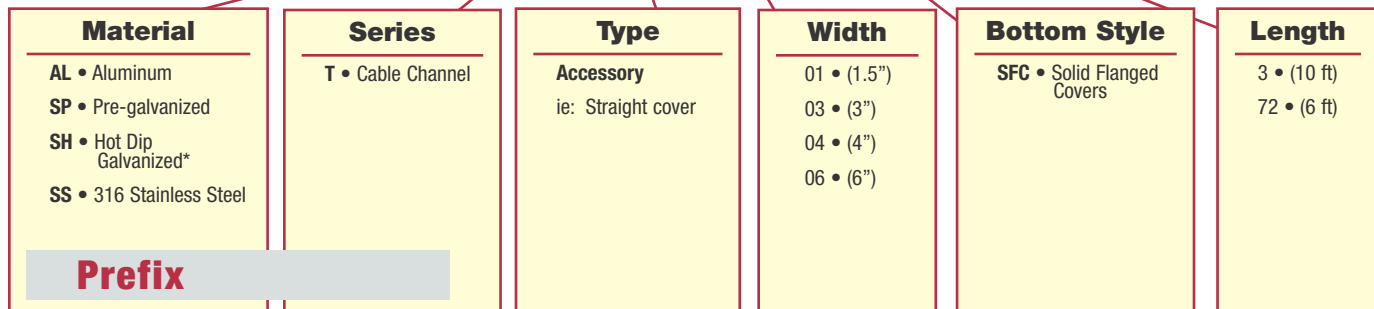 Material
AL • Aluminum
SP • Pre-galvanized
SH • Hot Dip
Galvanized*
SS • 316 Stainless Steel
Prefix
Series
T • Cable Channel
Type
Accessory
ie: Straight cover
Width
01 • (1.5”)
03 • (3”)
04 • (4”)
06 • (6”)
Bottom Style
SFC • Solid Flanged
Covers
Length
3 • (10 ft)
72 • (6 ft)